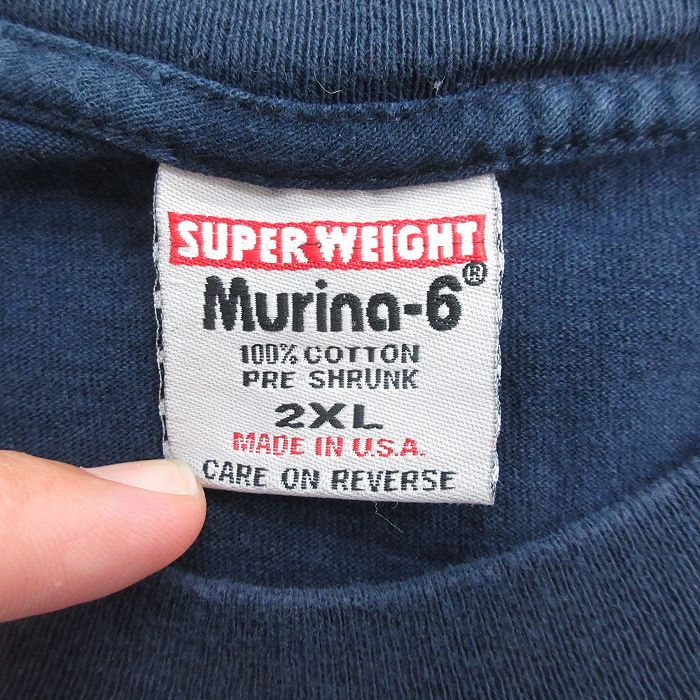 SUPER WEIGHT
Murina-6®
100% COTTON
PRE SHRUNK
2XL
MADE IN U.S.A.
CARE ON REVERSE